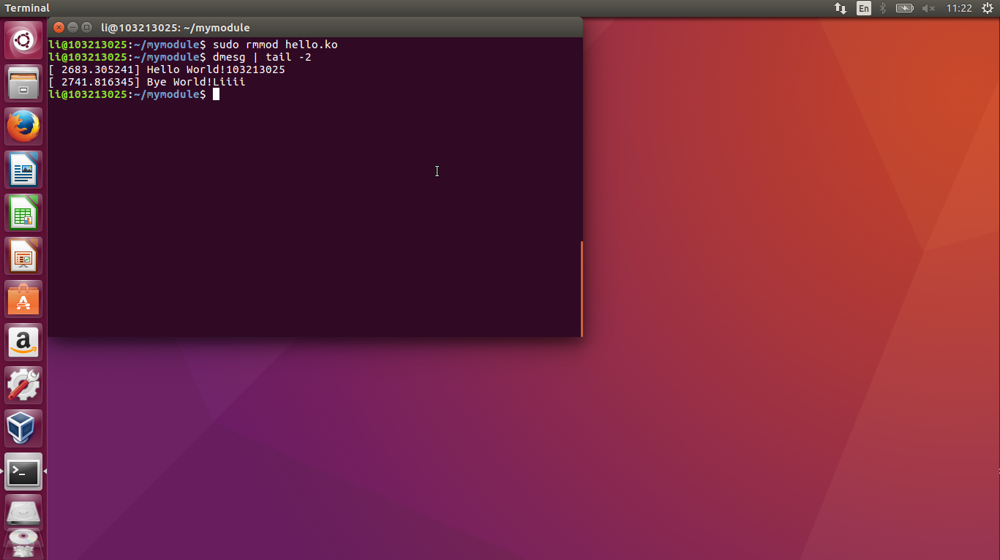 Terminal
En
11:22
li@103213025: ~/mymodule
li@103213025:~/mymodule$ sudo rmmod hello.ko
li@103213025:~/mymodule$ dmesg | tail -2
[ 2683.305241] Hello World!103213025
[ 2741.816345] Bye World!Liiii
li@103213025:~/mymodule$